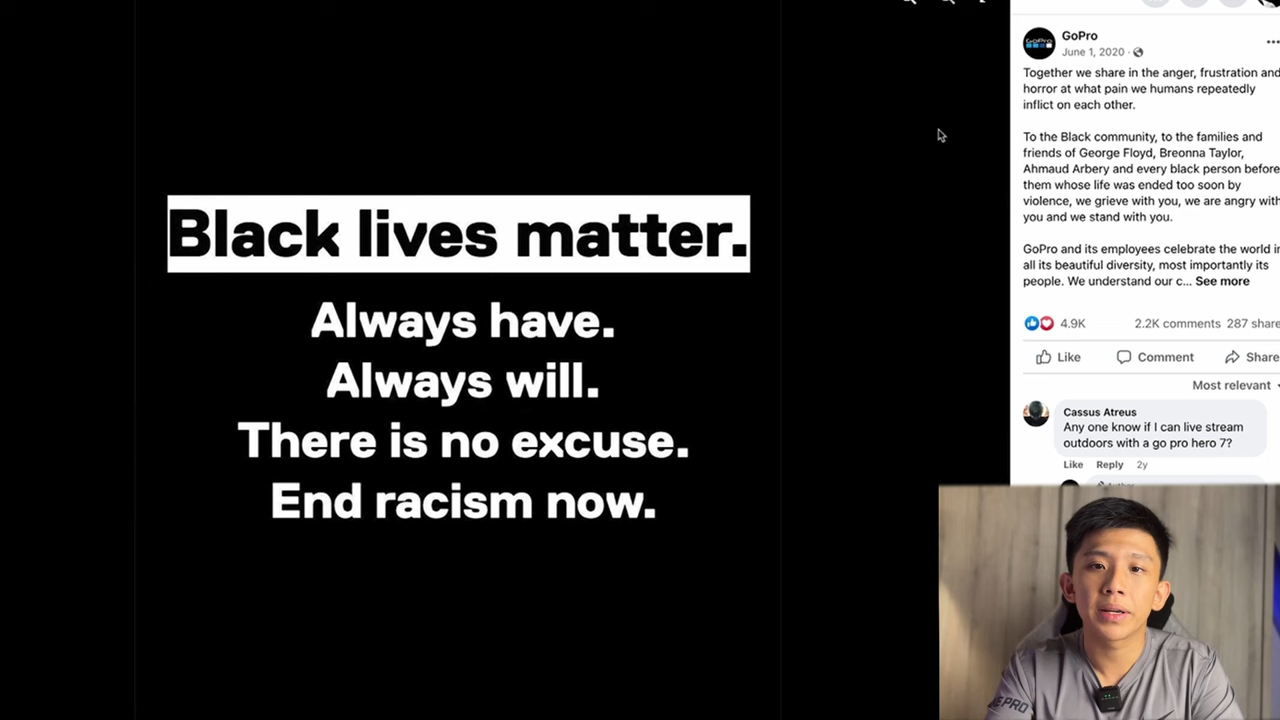 Black lives matter.
Always have.
Always will.
There is no excuse.
End racism now.
GoPro
June 1, 2020
Together we share in the anger, frustration and
horror at what pain we humans repeatedly
inflict on each other.
To the Black community, to the families and
friends of George Floyd, Breonna Taylor,
Ahmaud Arbery and every black person before
them whose life was ended too soon by
violence, we grieve with you, we are angry with
you and we stand with you.
GoPro and its employees celebrate the world in
all its beautiful diversity, most importantly its
people. We understand our c... See more
4.9K 2.2K comments 287 share
Like Comment Share
Most relevant
Cassus Atreus
Any one know if I can live stream
outdoors with a go pro hero 7?
Like Reply 2y
PRO